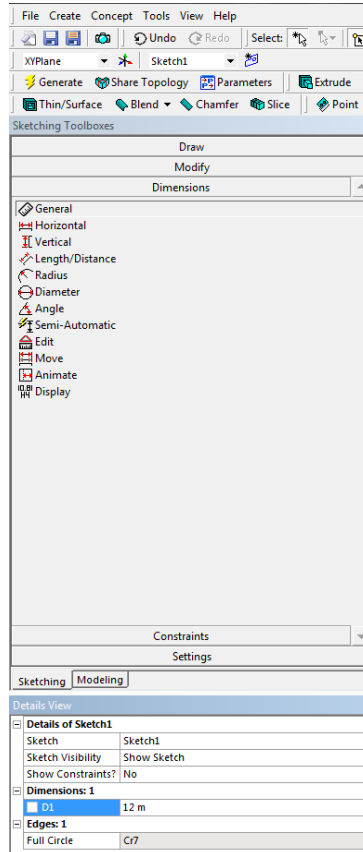 File Create Concept Tools View Help
Undo Redo Select:
XYPlane Sketch1
Generate Share Topology Parameters Extrude
Thin/Surface Blend Chamfer Slice Point
Sketching Toolboxes
Draw
Modify
Dimensions
General
Horizontal
Vertical
Length/Distance
Radius
Diameter
Angle
Semi-Automatic
Edit
Move
Animate
Display
Constraints
Settings
Sketching Modeling
Details View
Details of Sketch1
Sketch Sketch1
Sketch Visibility Show Sketch
Show Constraints? No
Dimensions: 1
D1 12 m
Edges: 1
Full Circle Cr7